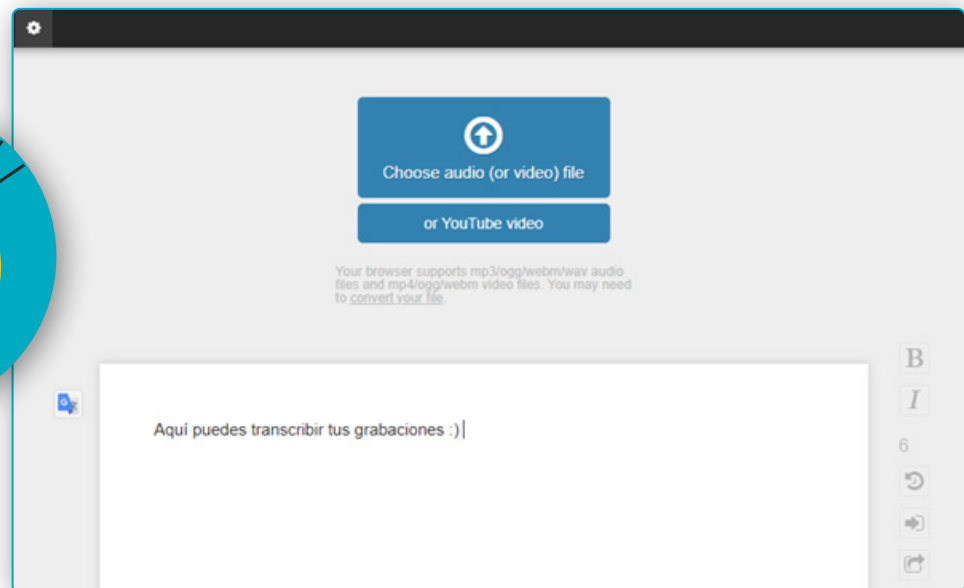 Choose audio (or video) file
or YouTube video
Your browser supports mp3/ogg/webm/wav audio
files and mp4/ogg/webm video files. You may need
to convert your file.
B
I
Aquí puedes transcribir tus grabaciones :)
6